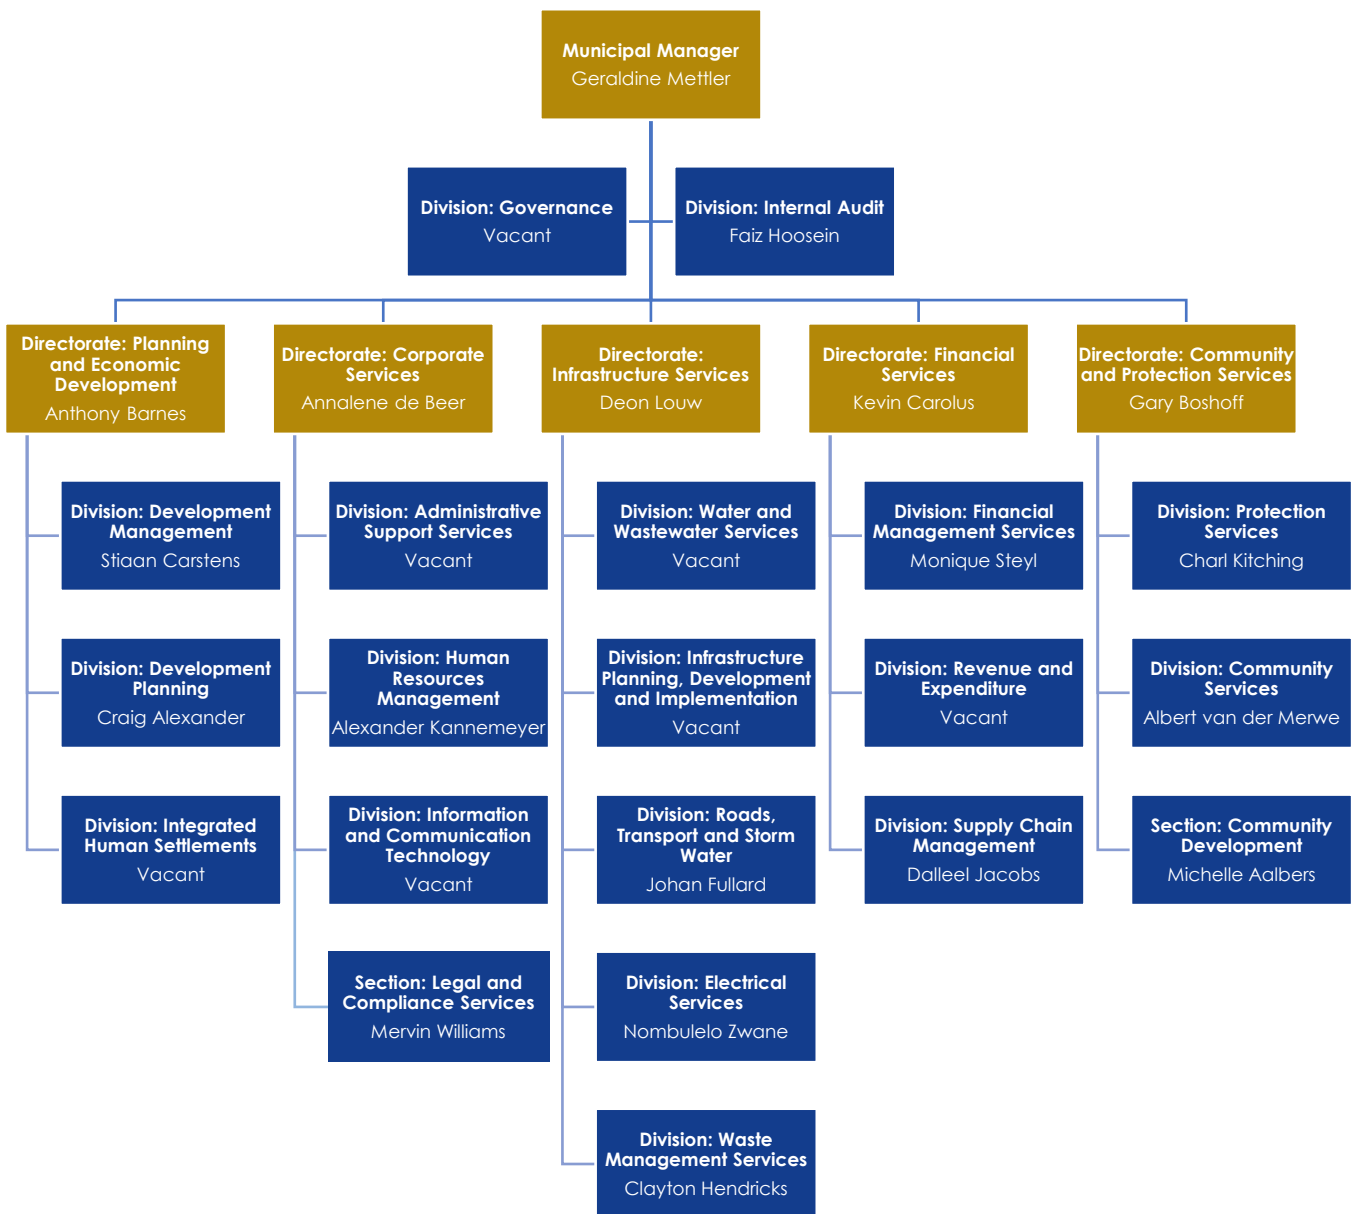 Municipal Manager
Geraldine Mettler
Division: Governance
Vacant
Division: Internal Audit
Faiz Hoosein
Directorate: Planning
and Economic
Development
Anthony Barnes
Directorate: Corporate
Services
Annalene de Beer
Directorate:
Infrastructure Services
Deon Louw
Directorate: Financial
Services
Kevin Carolus
Directorate: Community
and Protection Services
Gary Boshoff
Division: Development
Management
Stiaan Carstens
Division: Development
Planning
Craig Alexander
Division: Integrated
Human Settlements
Vacant
Division: Administrative
Support Services
Vacant
Division: Human
Resources
Management
Alexander Kannemeyer
Division: Information
and Communication
Technology
Vacant
Section: Legal and
Compliance Services
Mervin Williams
Division: Water and
Wastewater Services
Vacant
Division: Infrastructure
Planning, Development
and Implementation
Vacant
Division: Roads,
Transport and Storm
Water
Johan Fullard
Division: Electrical
Services
Nombulelo Zwane
Division: Waste
Management Services
Clayton Hendricks
Division: Financial
Management Services
Monique Steyl
Division: Revenue and
Expenditure
Vacant
Division: Supply Chain
Management
Dalleel Jacobs
Division: Protection
Services
Charl Kitching
Division: Community
Services
Albert van der Merwe
Section: Community
Development
Michelle Aalbers